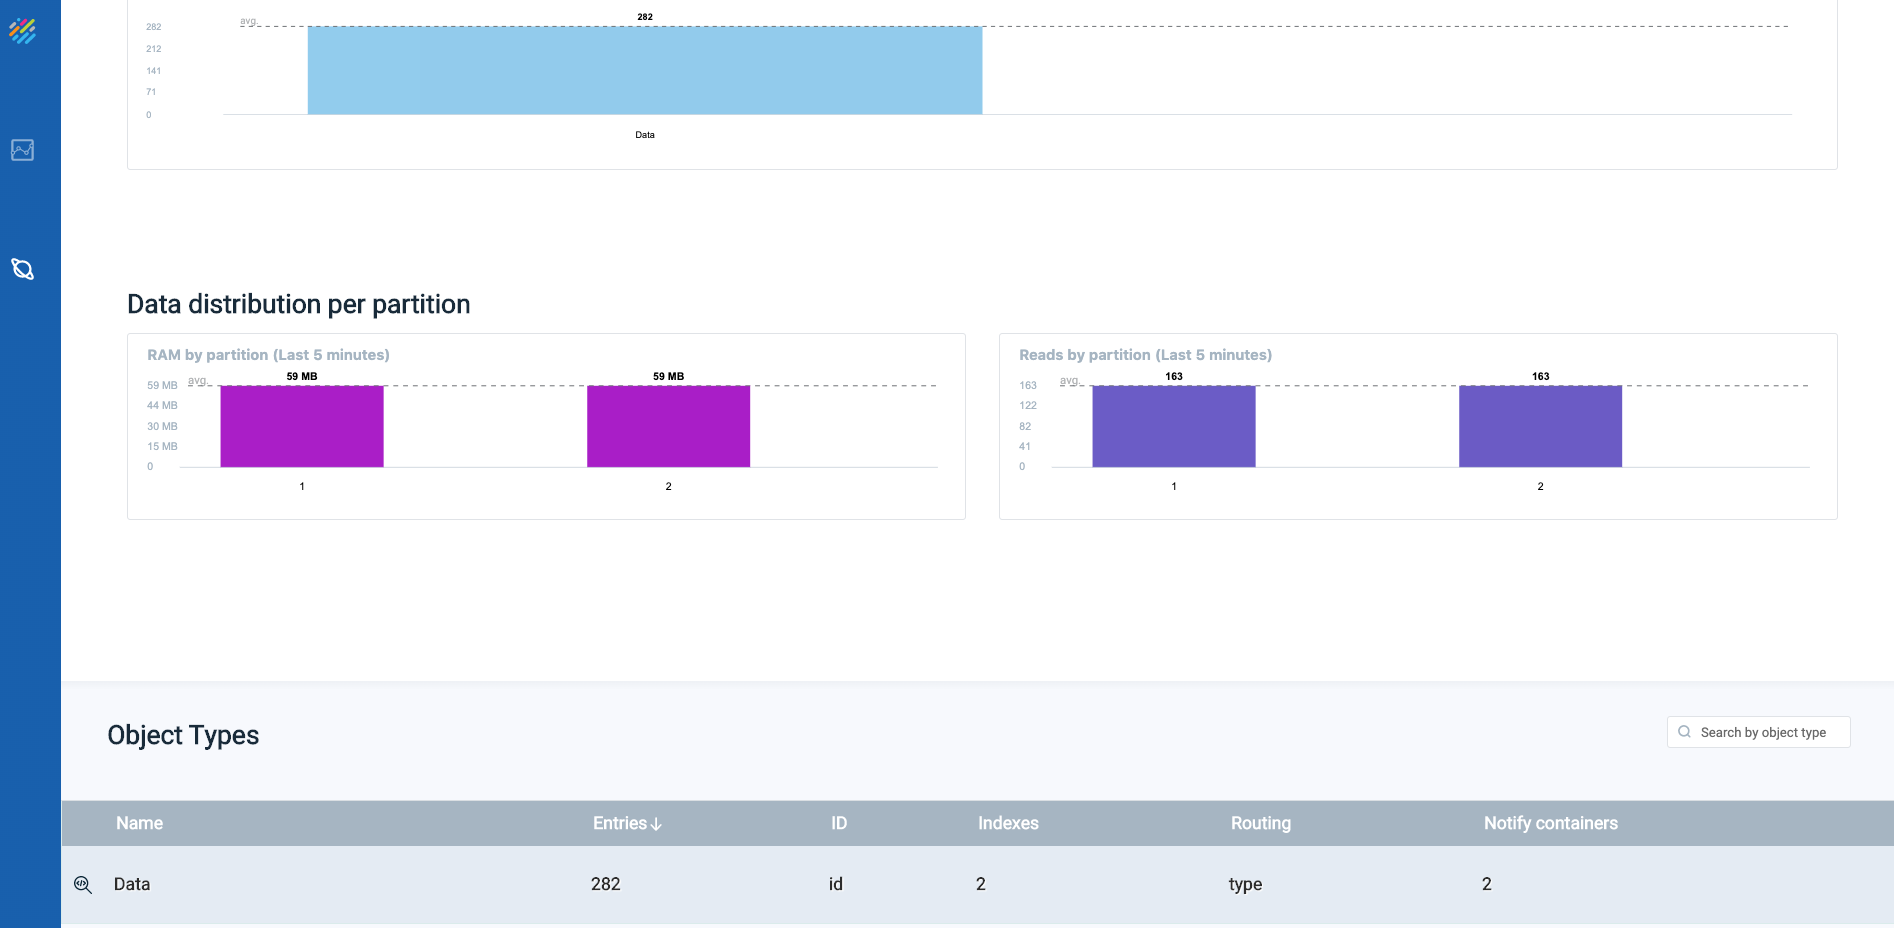 282
avg.
282
212
141
71
0
Data
Data distribution per partition
RAM by partition (Last 5 minutes)
59 MB
avg.
59 MB
59 MB
44 MB
30 MB
15 MB
0
1
2
Reads by partition (Last 5 minutes)
163
avg.
163
163
122
82
41
0
1
2
Object Types
Search by object type
Name Entries ID Indexes Routing Notify containers
Data 282 id 2 type 2